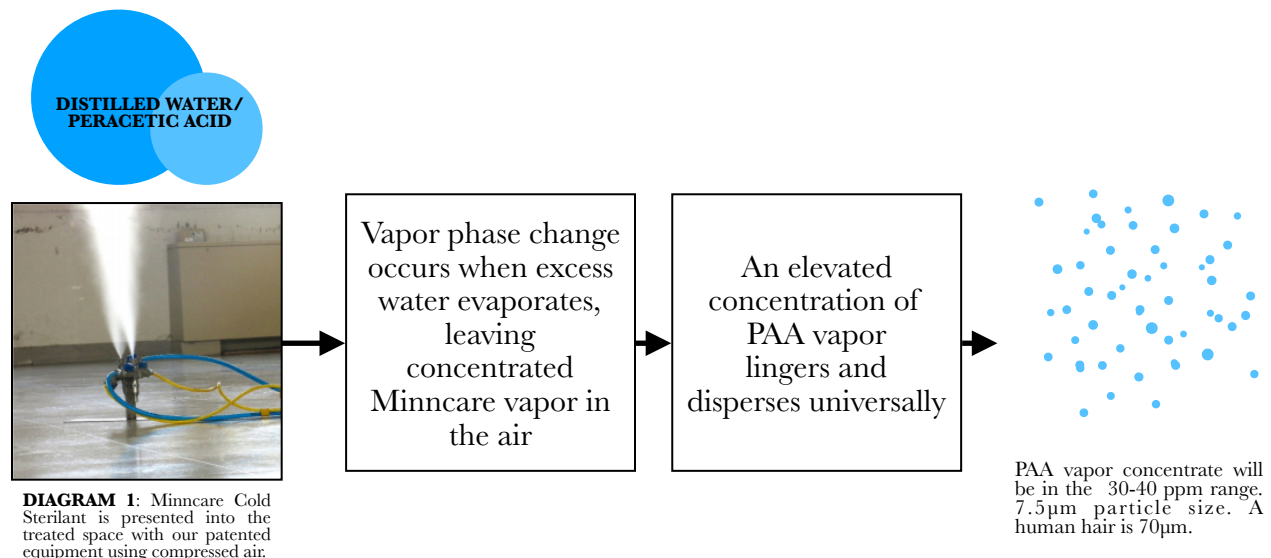 DISTILLED WATER/
PERACETIC ACID
Vapor phase change
occurs when excess
water evaporates,
leaving
concentrated
Minncare vapor in
the air
An elevated
concentration of
PAA vapor
lingers and
disperses universally
DIAGRAM 1: Minncare Cold
Sterilant is presented into the
treated space with our patented
equipment using compressed air.
PAA vapor concentrate will
be in the 30-40 ppm range.
7.5µm particle size. A
human hair is 70µm.